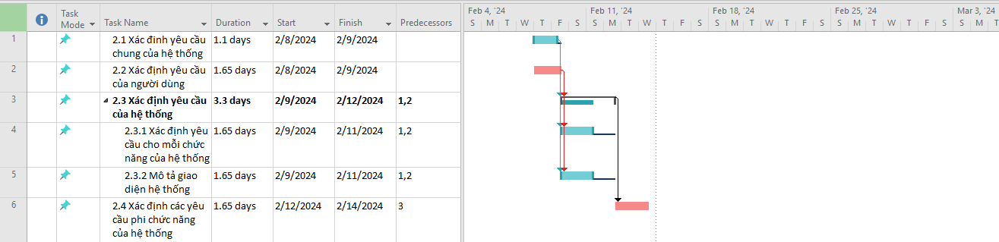 Feb 4, '24 Feb 11, '24 Feb 18, '24 Feb 25, '24 Mar 3, '24
Task Mode Task Name Duration Start Finish Predecessors
S M T W T F S S M T W T F S S M T W T F S S M T W T F S S M T
1 2.1 Xác định yêu cầu 1.1 days 2/8/2024 2/9/2024
chung của hệ thống
2 2.2 Xác định yêu cầu 1.65 days 2/8/2024 2/9/2024
của người dùng
3 2.3 Xác định yêu cầu 3.3 days 2/9/2024 2/12/2024 1,2
của hệ thống
4 2.3.1 Xác định yêu 1.65 days 2/9/2024 2/11/2024 1,2
cầu cho mỗi chức
năng của hệ thống
5 2.3.2 Mô tả giao 1.65 days 2/9/2024 2/11/2024 1,2
diện hệ thống
6 2.4 Xác định các yêu 1.65 days 2/12/2024 2/14/2024 3
cầu phi chức năng
của hệ thống